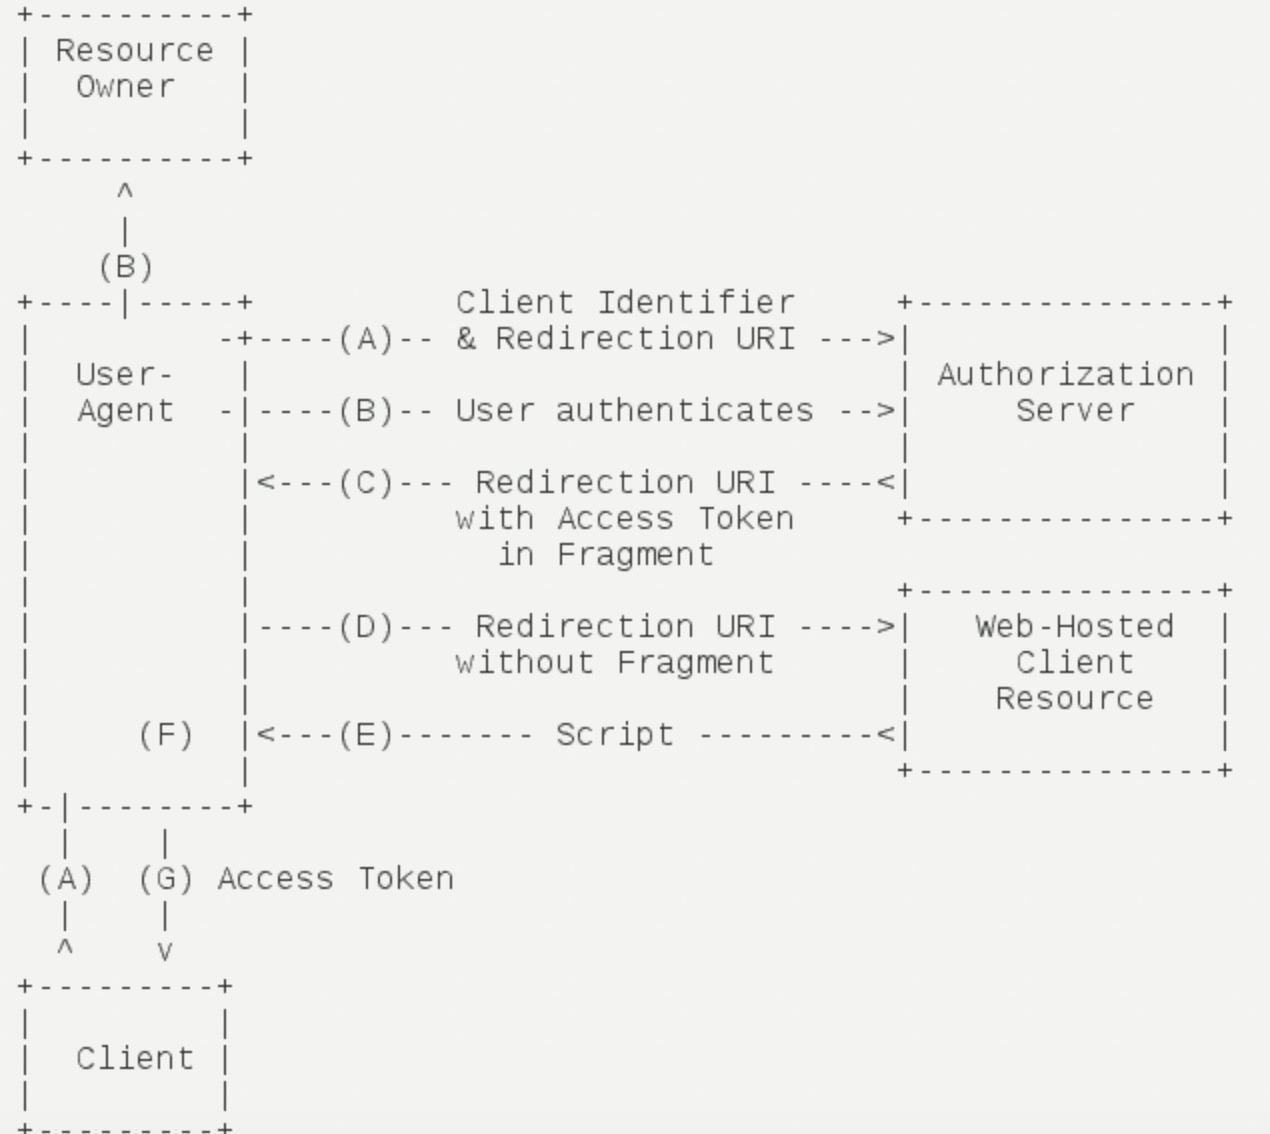 +----------+
| Resource |
|  Owner   |
|          |
+----------+
     ^
     |
    (B)
+----|-----+          Client Identifier     +---------------+
|         -+----(A)-- & Redirection URI --->|               |
|  User-   |                                | Authorization |
|  Agent  -|----(B)-- User authenticates -->|     Server    |
|          |                                |               |
|          |<---(C)--- Redirection URI ----<|               |
|          |          with Access Token     +---------------+
|          |            in Fragment
|          |                                +---------------+
|          |----(D)--- Redirection URI ---->|   Web-Hosted  |
|          |          without Fragment      |     Client    |
|          |                                |    Resource   |
|     (F)  |<---(E)------- Script ---------<|               |
|          |                                +---------------+
+-|--------+
  |    |
 (A)  (G) Access Token
  |    |
  ^    v
+---------+
|         |
|  Client |
|         |
+---------+